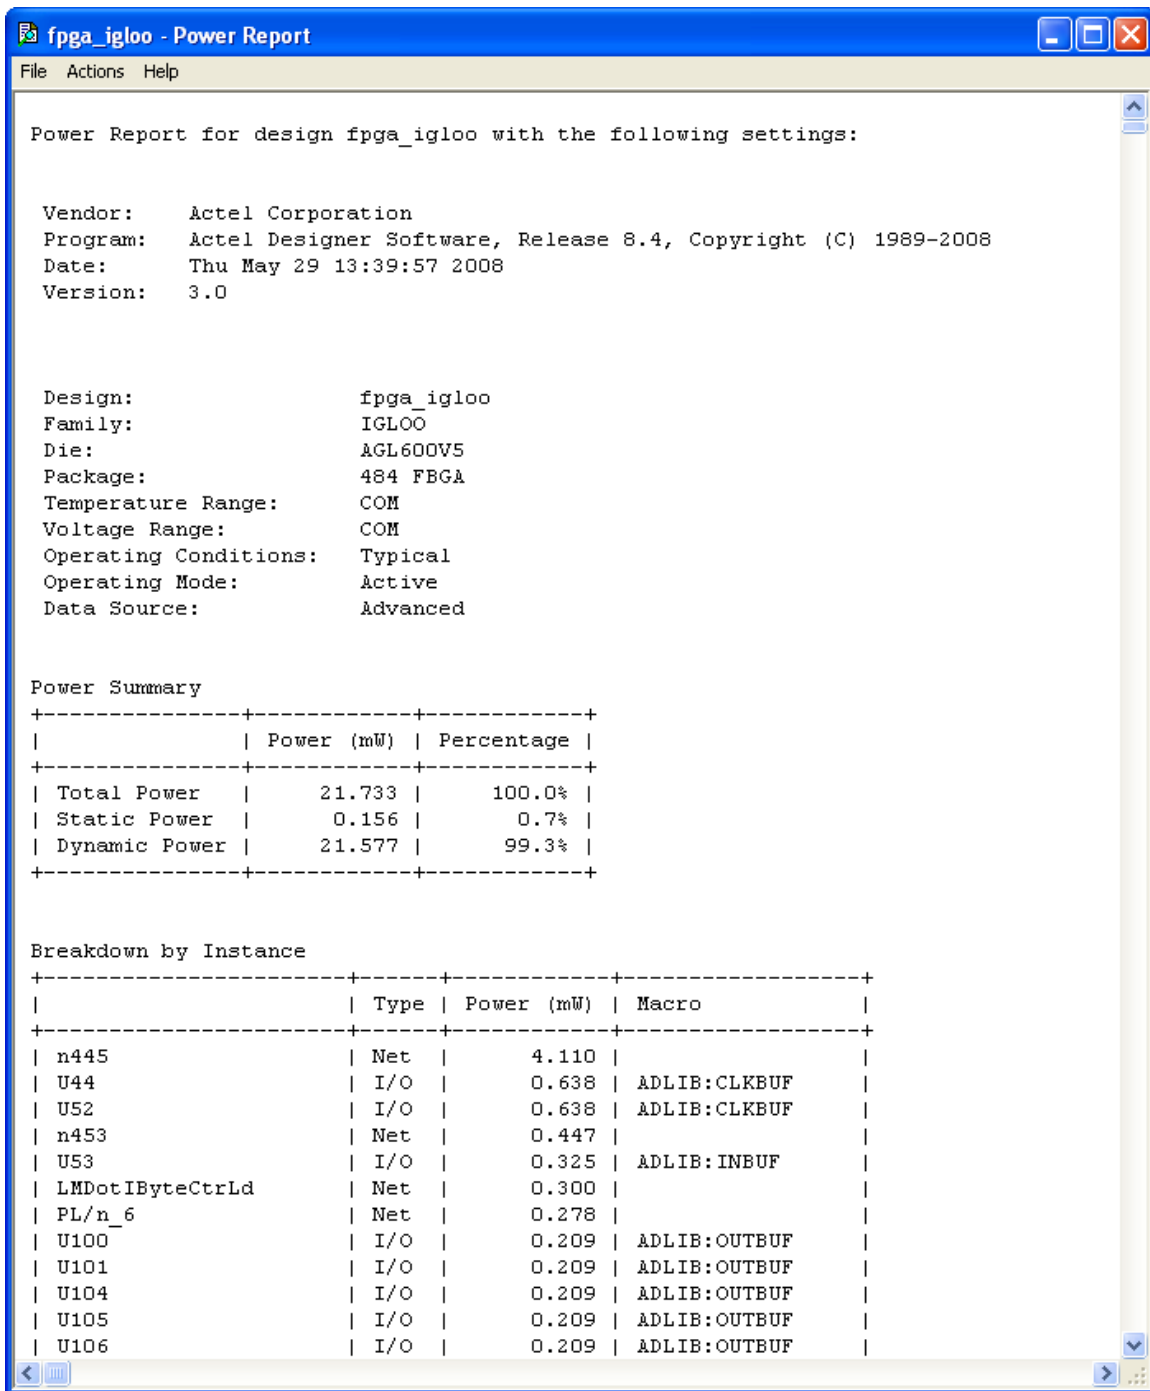 fpga_igloo - Power Report
File Actions Help
Power Report for design fpga_igloo with the following settings:
Vendor: Actel Corporation
Program: Actel Designer Software, Release 8.4, Copyright (C) 1989-2008
Date: Thu May 29 13:39:57 2008
Version: 3.0
Design: fpga_igloo
Family: IGLOO
Die: AGL600V5
Package: 484 FBGA
Temperature Range: COM
Voltage Range: COM
Operating Conditions: Typical
Operating Mode: Active
Data Source: Advanced
Power Summary
+---------------+------------+------------+
|               | Power (mW) | Percentage |
+---------------+------------+------------+
| Total Power   |     21.733 |     100.0% |
| Static Power  |      0.156 |       0.7% |
| Dynamic Power |     21.577 |      99.3% |
+---------------+------------+------------+
Breakdown by Instance
+-----------------------+------+------------+------------------+
|                       | Type | Power (mW) | Macro            |
+-----------------------+------+------------+------------------+
| n445                  | Net  |      4.110 |                  |
| U44                   | I/O  |      0.638 | ADLIB:CLKBUF     |
| U52                   | I/O  |      0.638 | ADLIB:CLKBUF     |
| n453                  | Net  |      0.447 |                  |
| U53                   | I/O  |      0.325 | ADLIB:INBUF      |
| LMDotIByteCtrLd       | Net  |      0.300 |                  |
| PL/n_6                | Net  |      0.278 |                  |
| U100                  | I/O  |      0.209 | ADLIB:OUTBUF     |
| U101                  | I/O  |      0.209 | ADLIB:OUTBUF     |
| U104                  | I/O  |      0.209 | ADLIB:OUTBUF     |
| U105                  | I/O  |      0.209 | ADLIB:OUTBUF     |
| U106                  | I/O  |      0.209 | ADLIB:OUTBUF     |